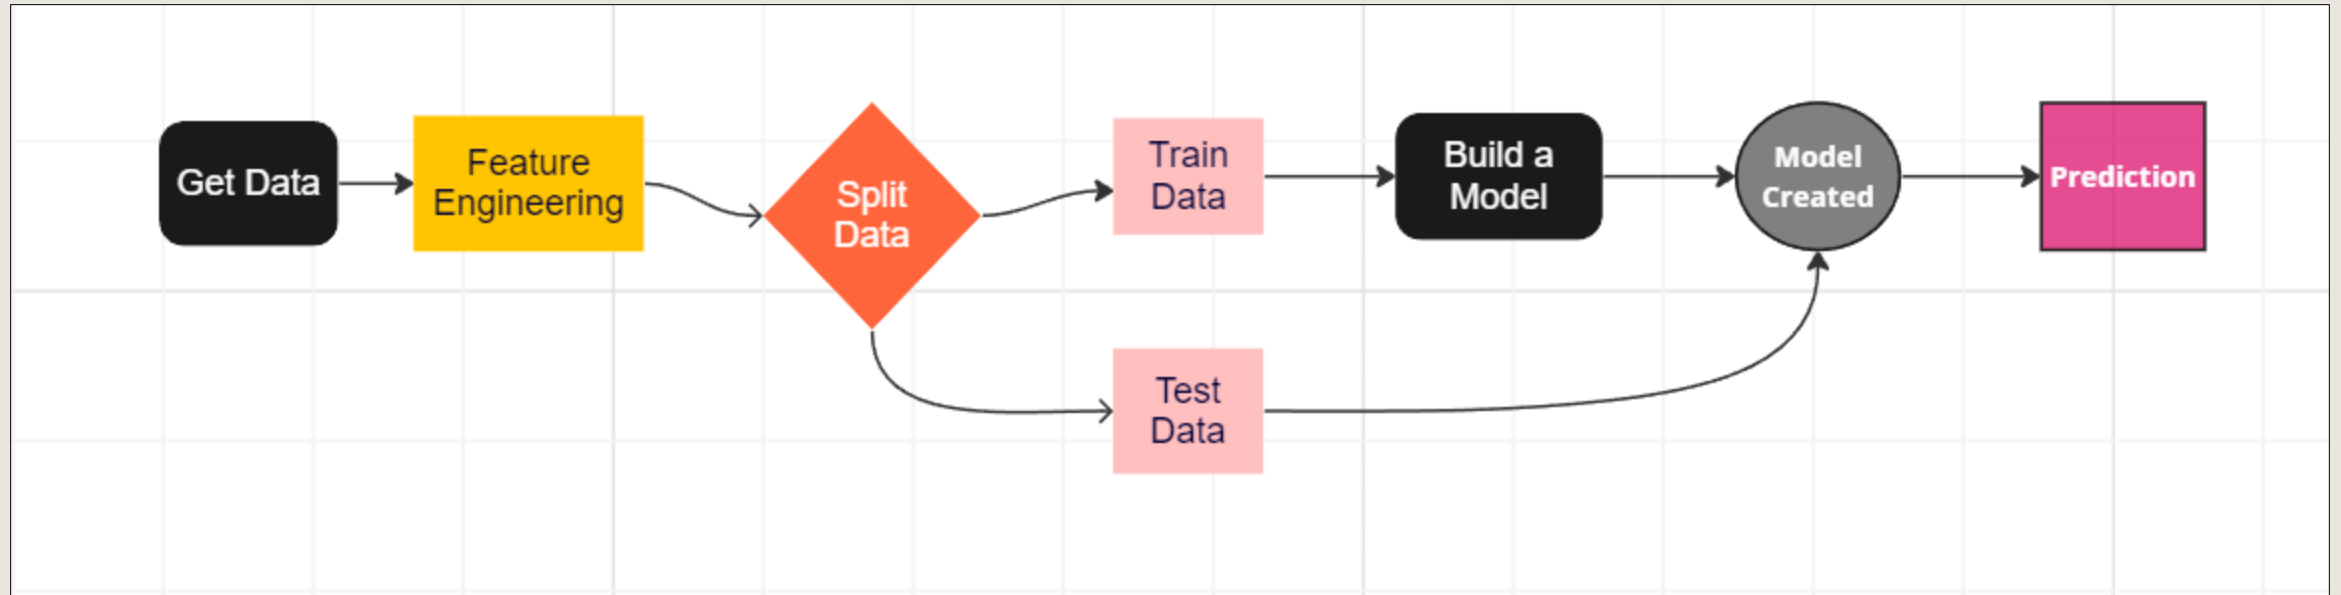 Get Data
Feature
Engineering
Split
Data
Train
Data
Build a
Model
Model
Created
Prediction
Test
Data